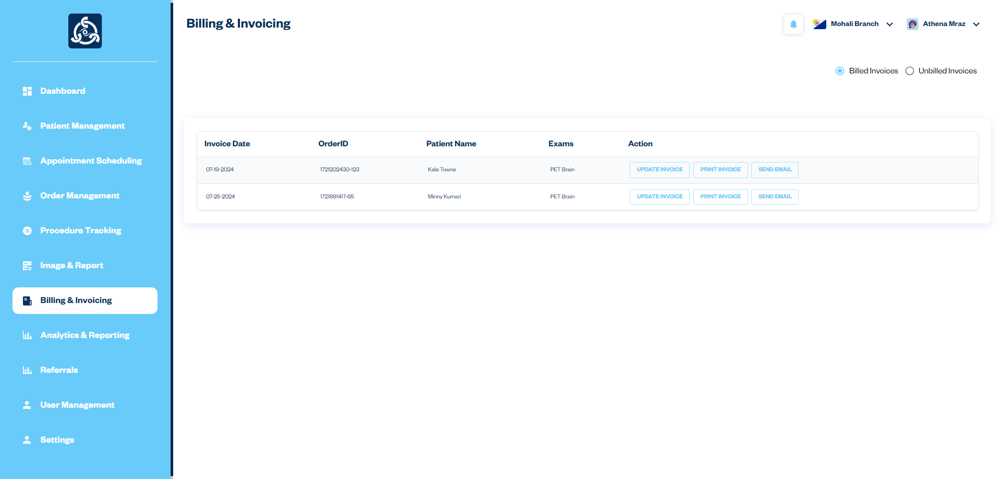 Billing & Invoicing
Mohali Branch
Athena Mraz
Billed Invoices Unbilled Invoices
Dashboard
Patient Management
Appointment Scheduling
Order Management
Procedure Tracking
Image & Report
Billing & Invoicing
Analytics & Reporting
Referrals
User Management
Settings
Invoice Date OrderID Patient Name Exams Action
07-19-2024 1721202430-123 Kale Towne PET Brain UPDATE INVOICE PRINT INVOICE SEND EMAIL
07-25-2024 1721891417-65 Minny Kumari PET Brain UPDATE INVOICE PRINT INVOICE SEND EMAIL